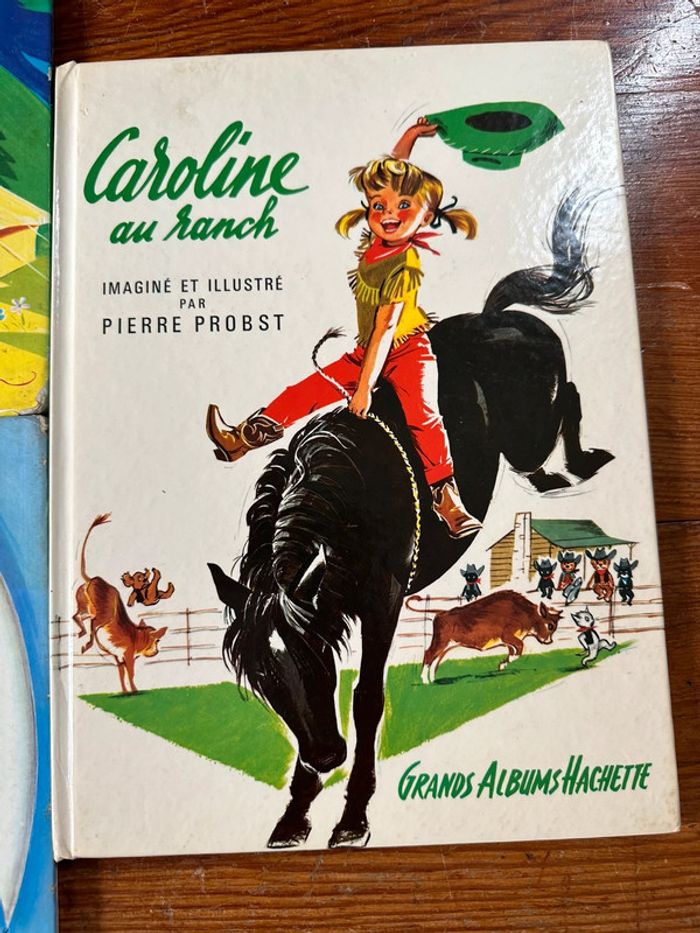 Caroline
au ranch
IMAGINÉ ET ILLUSTRÉ
PAR
PIERRE PROBST
GRANDS ALBUMS HACHETTE